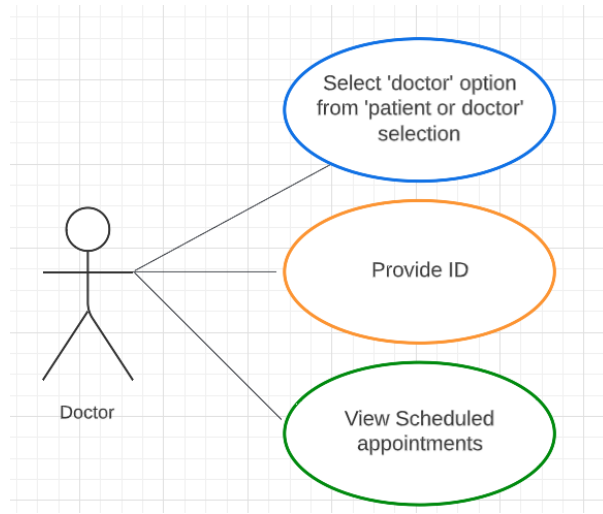 Select 'doctor' option
from 'patient or doctor'
selection
Provide ID
View Scheduled
appointments
Doctor